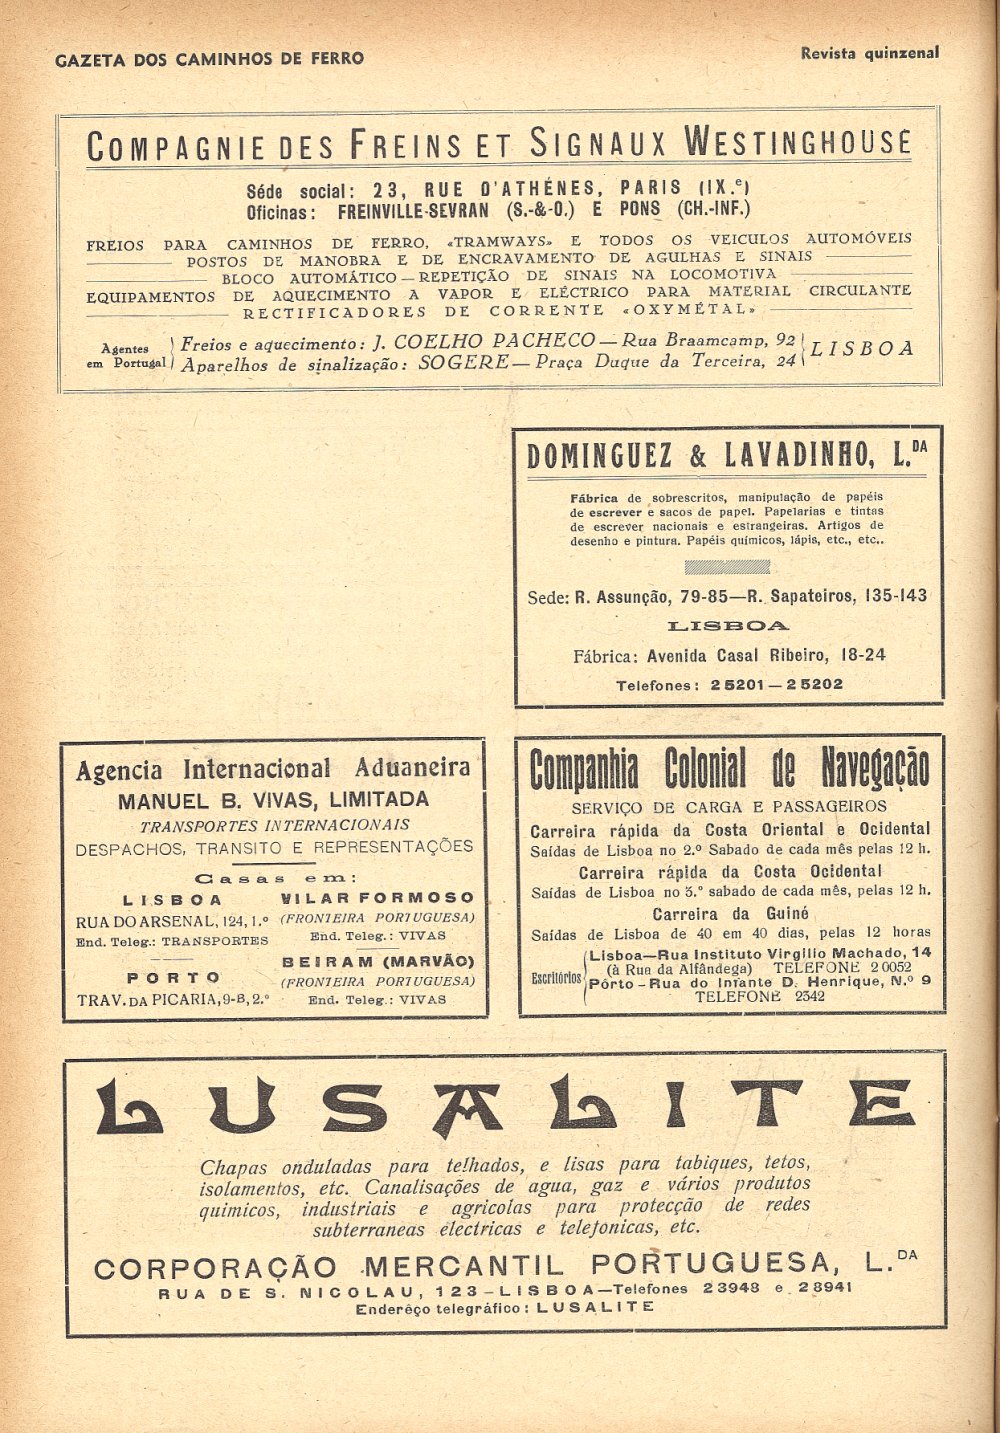 GAZETA DOS CAMINHOS DE FERRO
Revista quinzenal
COMPAGNIE DES FREINS ET SIGNAUX WESTINGHOUSE
Séde social: 23, RUE D'ATHÉNES, PARIS (IX.e)
Oficinas: FREINVILLE-SEVRAN (S.-&-O.) E PONS (CH.-INF.)
FREIOS PARA CAMINHOS DE FERRO, «TRAMWAYS» E TODOS OS VEICULOS AUTOMÓVEIS
POSTOS DE MANOBRA E DE ENCRAVAMENTO DE AGULHAS E SINAIS
BLOCO AUTOMÁTICO — REPETIÇÃO DE SINAIS NA LOCOMOTIVA
EQUIPAMENTOS DE AQUECIMENTO A VAPOR E ELÉCTRICO PARA MATERIAL CIRCULANTE
RECTIFICADORES DE CORRENTE «OXYMÉTAL»
Agentes em Portugal
Freios e aquecimento: J. COELHO PACHECO — Rua Braamcamp, 92
Aparelhos de sinalização: SOGERE — Praça Duque da Terceira, 24
LISBOA
DOMINGUEZ & LAVADINHO, L.DA
Fábrica de sobrescritos, manipulação de papéis
de escrever e sacos de papel. Papelarias e tintas
de escrever nacionais e estrangeiras. Artigos de
desenho e pintura. Papéis químicos, lápis, etc., etc..
Sede: R. Assunção, 79-85—R. Sapateiros, 135-143
LISBOA
Fábrica: Avenida Casal Ribeiro, 18-24
Telefones: 25201 — 25202
Agencia Internacional Aduaneira
MANUEL B. VIVAS, LIMITADA
TRANSPORTES INTERNACIONAIS
DESPACHOS, TRANSITO E REPRESENTAÇÕES
Casas em:
LISBOA
RUA DO ARSENAL, 124, 1.º
End. Teleg.: TRANSPORTES
PORTO
TRAV. DA PICARIA, 9-B, 2.º
VILAR FORMOSO
(FRONTEIRA PORTUGUESA)
End. Teleg.: VIVAS
BEIRAM (MARVÃO)
(FRONTEIRA PORTUGUESA)
End. Teleg.: VIVAS
Companhia Colonial de Navegação
SERVIÇO DE CARGA E PASSAGEIROS
Carreira rápida da Costa Oriental e Ocidental
Saídas de Lisboa no 2.º Sabado de cada mês pelas 12 h.
Carreira rápida da Costa Ocidental
Saídas de Lisboa no 3.º sabado de cada mês, pelas 12 h.
Carreira da Guiné
Saídas de Lisboa de 40 em 40 dias, pelas 12 horas
Escritórios
Lisboa—Rua Instituto Virgilio Machado, 14
(à Rua da Alfândega) TELEFONE 20052
Pôrto - Rua do Infante D. Henrique, N.º 9
TELEFONE 2342
LUSALITE
Chapas onduladas para telhados, e lisas para tabiques, tetos,
isolamentos, etc. Canalisações de agua, gaz e vários produtos
quimicos, industriais e agricolas para protecção de redes
subterraneas electricas e telefonicas, etc.
CORPORAÇÃO MERCANTIL PORTUGUESA, L.DA
RUA DE S. NICOLAU, 123 - LISBOA—Telefones 23948 e 28941
Enderêço telegráfico: LUSALITE